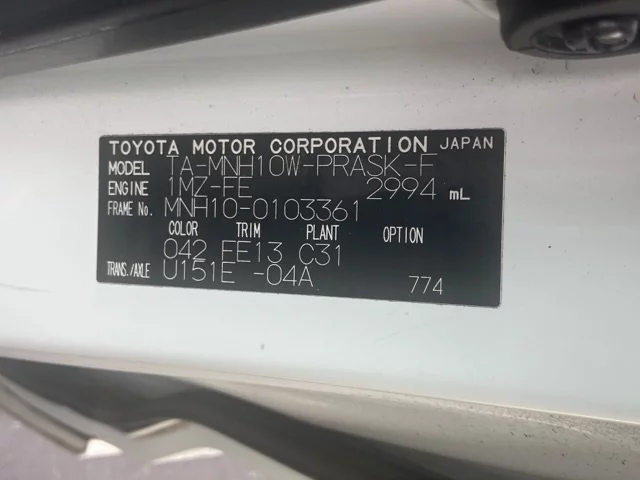 TOYOTA MOTOR CORPORATION JAPAN
MODEL TA-MNH10W-PRASK-F
ENGINE 1MZ-FE 2994 mL
FRAME NO. MNH10-0103361
COLOR TRIM PLANT OPTION
042 FE13 C31
TRANS./AXLE U151E -04A 774